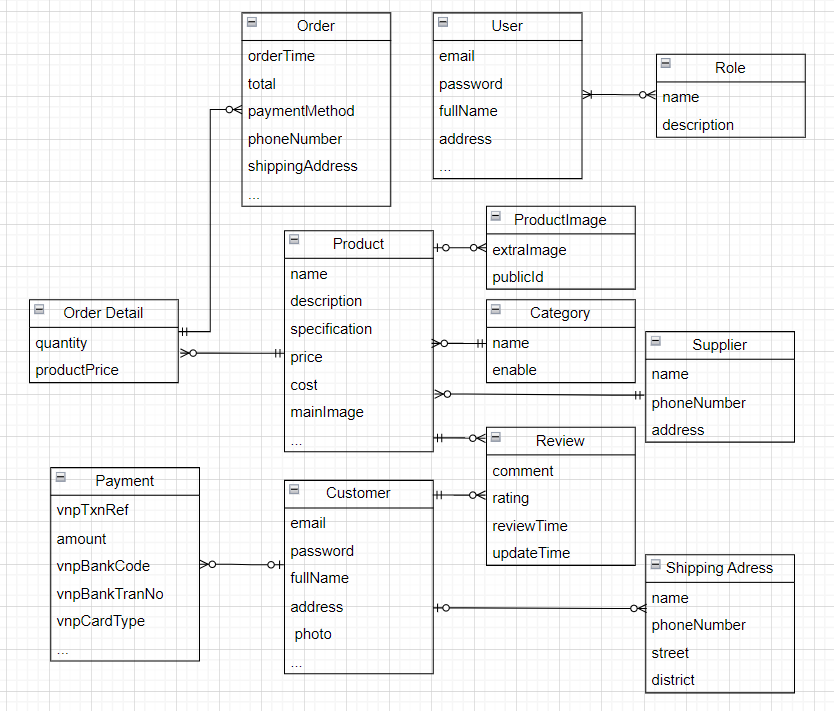 Order
orderTime
total
paymentMethod
phoneNumber
shippingAddress
...
User
email
password
fullName
address
...
Role
name
description
Product
name
description
specification
price
cost
mainImage
...
ProductImage
extraImage
publicId
Category
name
enable
Order Detail
quantity
productPrice
Supplier
name
phoneNumber
address
Review
comment
rating
reviewTime
updateTime
Payment
vnpTxnRef
amount
vnpBankCode
vnpBankTranNo
vnpCardType
...
Customer
email
password
fullName
address
photo
...
Shipping Adress
name
phoneNumber
street
district